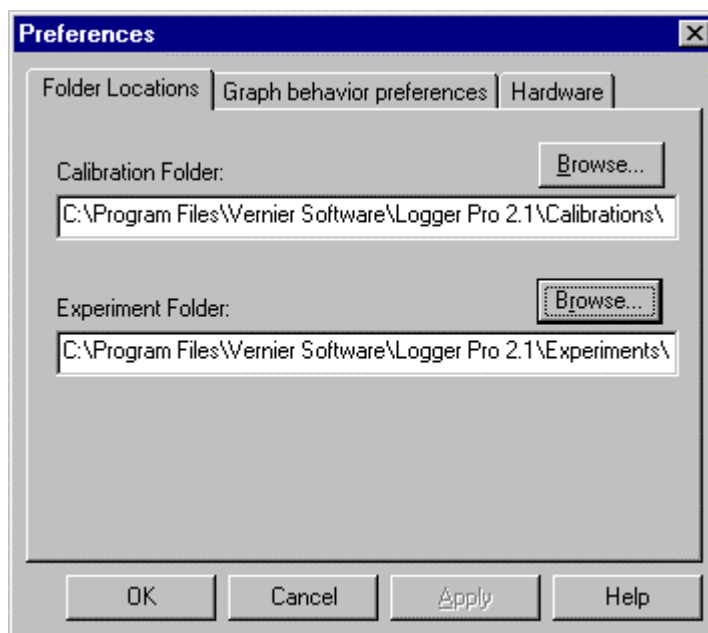 Preferences
Folder Locations Graph behavior preferences Hardware
Calibration Folder: Browse...
C:\Program Files\Vernier Software\Logger Pro 2.1\Calibrations\
Experiment Folder: Browse...
C:\Program Files\Vernier Software\Logger Pro 2.1\Experiments\
OK Cancel Apply Help